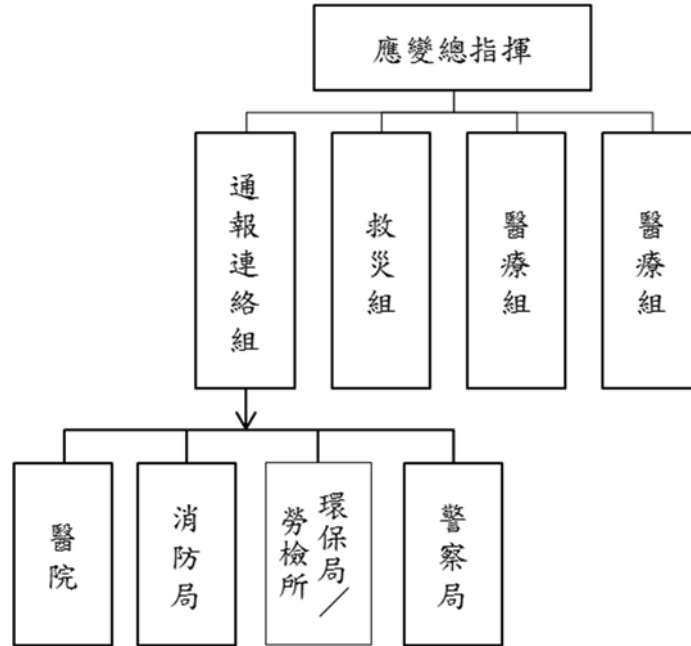 應變總指揮
通報連絡組
救災組
醫療組
醫療組
醫院
消防局
環保局／
勞檢所
警察局